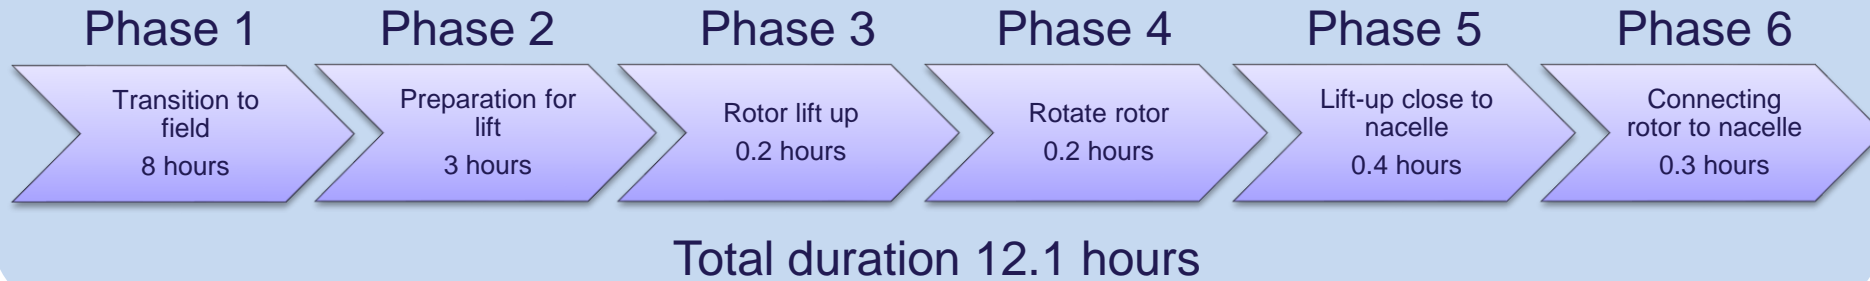 Phase 1
Phase 2
Phase 3
Phase 4
Phase 5
Phase 6
Transition to
field
8 hours
Preparation for
lift
3 hours
Rotor lift up
0.2 hours
Rotate rotor
0.2 hours
Lift-up close to
nacelle
0.4 hours
Connecting
rotor to nacelle
0.3 hours
Total duration 12.1 hours